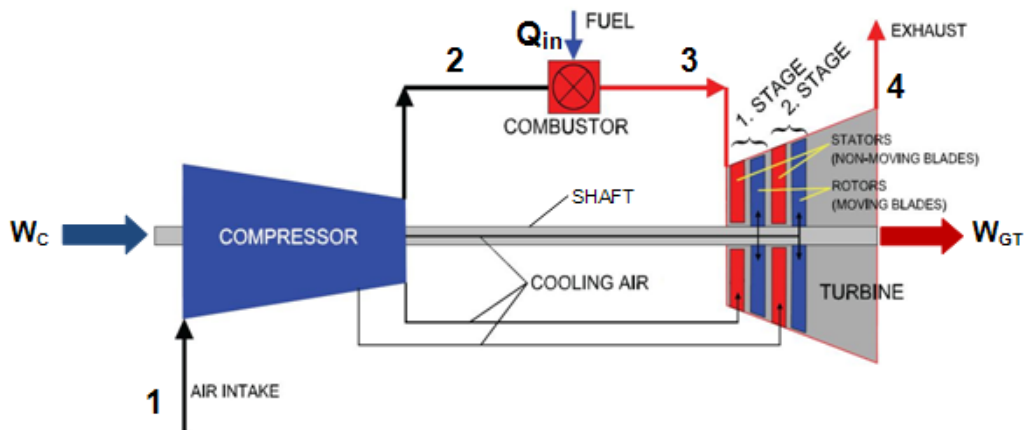 FUEL
Qin
EXHAUST
2
3
4
1. STAGE
2. STAGE
COMBUSTOR
STATORS
(NON-MOVING BLADES)
ROTORS
(MOVING BLADES)
SHAFT
WC
COMPRESSOR
WGT
COOLING AIR
TURBINE
1
AIR INTAKE